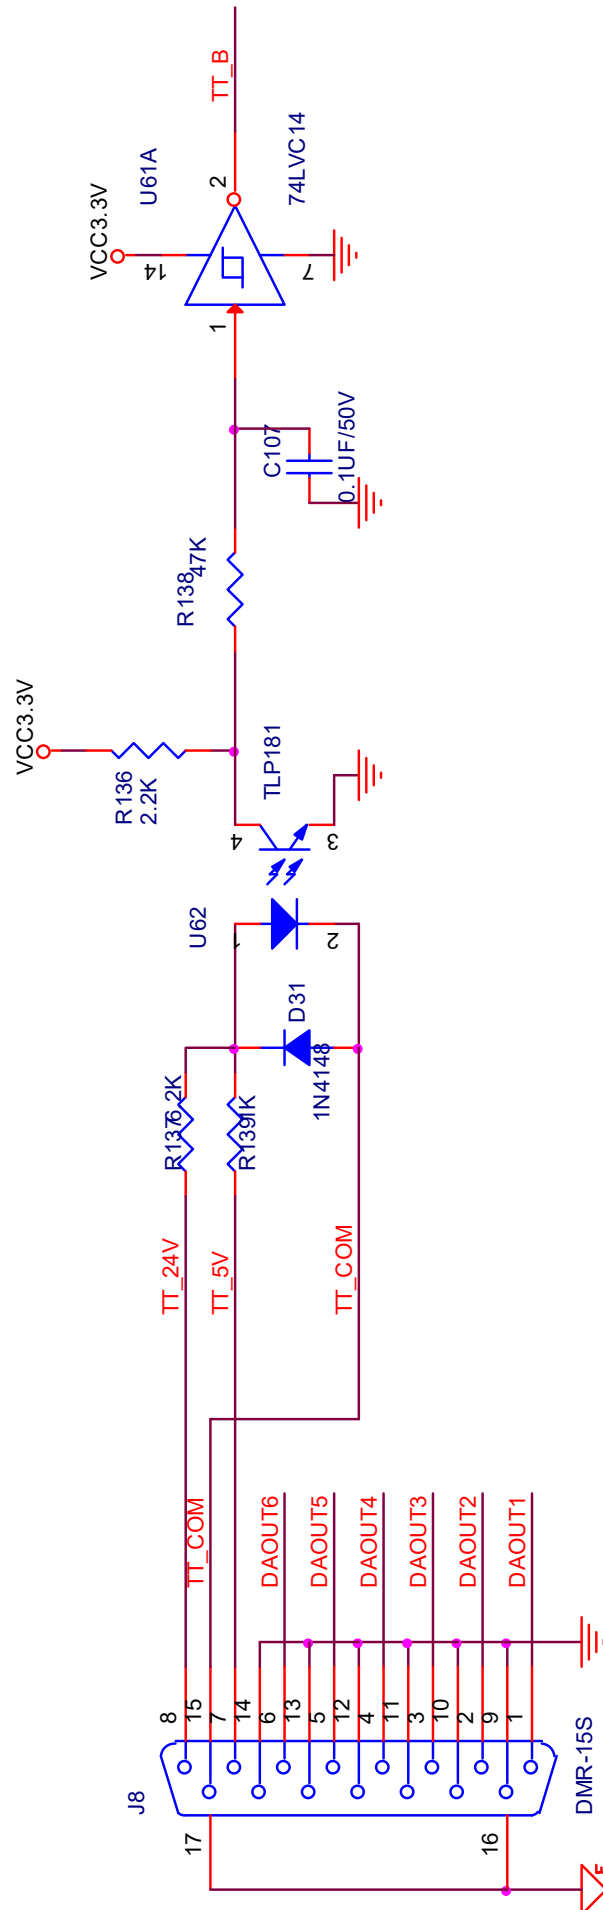 TT_B
U61A
2
74LVC14
VCC3.3V
14
7
1
C107
0.1UF/50V
R138
47K
VCC3.3V
R136
2.2K
TLP181
4
3
U62
1
2
D31
1N4148
R137
6.2K
R139
1K
TT_24V
TT_5V
TT_COM
TT_COM
DAOUT6
DAOUT5
DAOUT4
DAOUT3
DAOUT2
DAOUT1
8
15
7
14
6
13
5
12
4
11
3
10
2
9
1
J8
DMR-15S
17
16